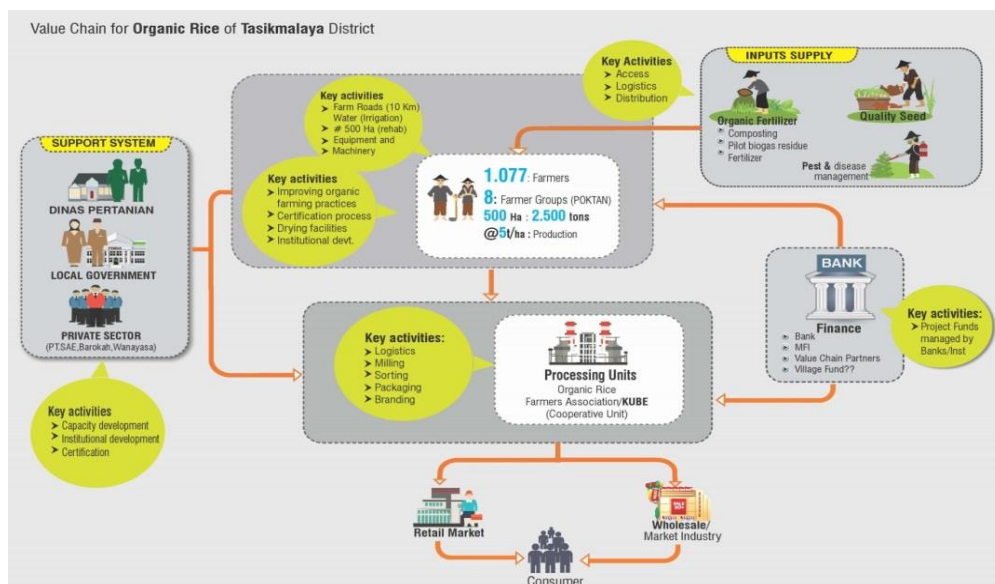 Value Chain for Organic Rice of Tasikmalaya District
INPUTS SUPPLY
Organic Fertilizer
Composting
Pilot biogas residue
Fertilizer
Quality Seed
Pest & disease
management
Key Activities
Access
Logistics
Distribution
Key activities
Farm Roads (10 Km)
Water (Irrigation)
# 500 Ha (rehab)
Equipment and
Machinery
Key activities
Improving organic
farming practices
Certification process
Drying facilities
Institutional devt.
1.077: Farmers
8: Farmer Groups (POKTAN)
500 Ha : 2.500 tons
@5t/ha : Production
SUPPORT SYSTEM
DINAS PERTANIAN
LOCAL GOVERNMENT
PRIVATE SECTOR
(PT.SAE,Barokah,Wanayasa)
Key activities
Capacity development
Institutional development
Certification
BANK
Finance
Bank
MFI
Value Chain Partners
Village Fund??
Key activities:
Project Funds
managed by
Banks/Inst
Key activities:
Logistics
Milling
Sorting
Packaging
Branding
Processing Units
Organic Rice
Farmers Association/KUBE
(Cooperative Unit)
Retail Market
Wholesale/
Market Industry
Consumer